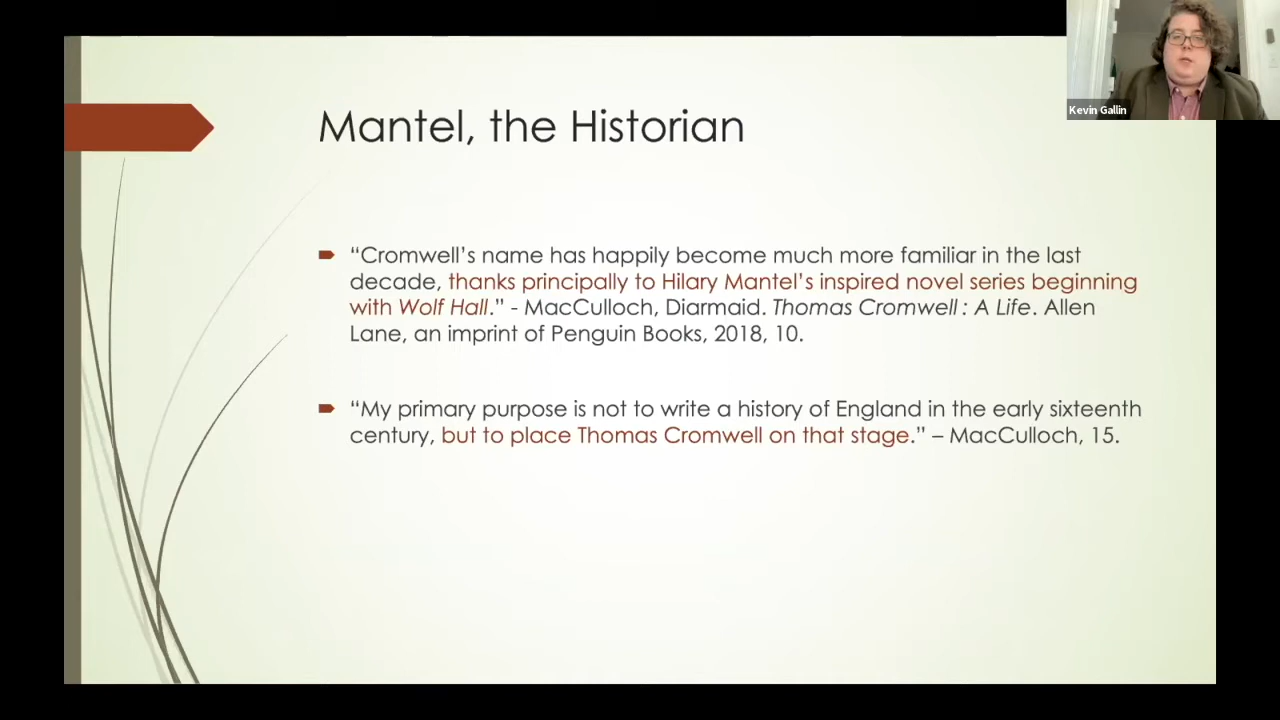 Kevin Gallin
Mantel, the Historian
“Cromwell’s name has happily become much more familiar in the last
decade, thanks principally to Hilary Mantel’s inspired novel series beginning
with Wolf Hall.” - MacCulloch, Diarmaid. Thomas Cromwell : A Life. Allen
Lane, an imprint of Penguin Books, 2018, 10.
“My primary purpose is not to write a history of England in the early sixteenth
century, but to place Thomas Cromwell on that stage.” – MacCulloch, 15.